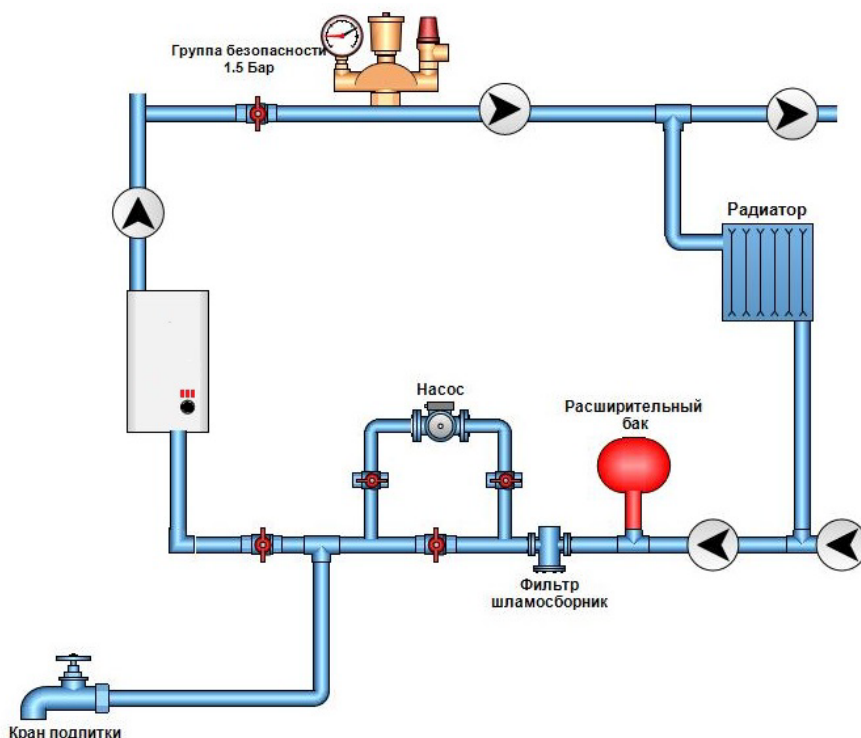 Группа безопасности
1.5 Бар
Радиатор
Насос
Расширительный
бак
Фильтр
шламосборник
Кран подпитки